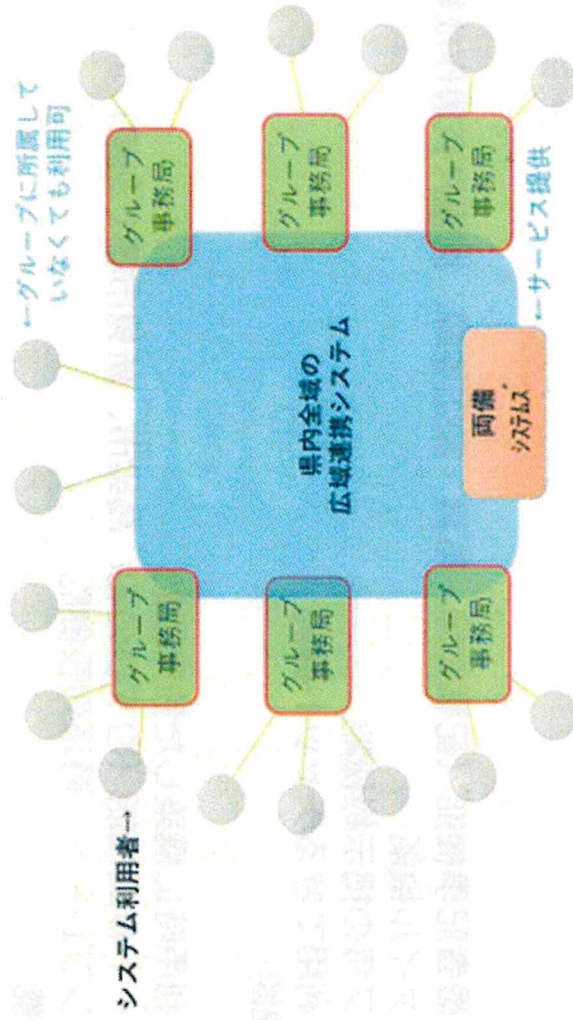 ←グループに所属して
いなくても利用可
システム利用者→
グループ
事務局
グループ
事務局
グループ
事務局
グループ
事務局
グループ
事務局
グループ
事務局
県内全域の
広域連携システム
両備
システムズ
←サービス提供